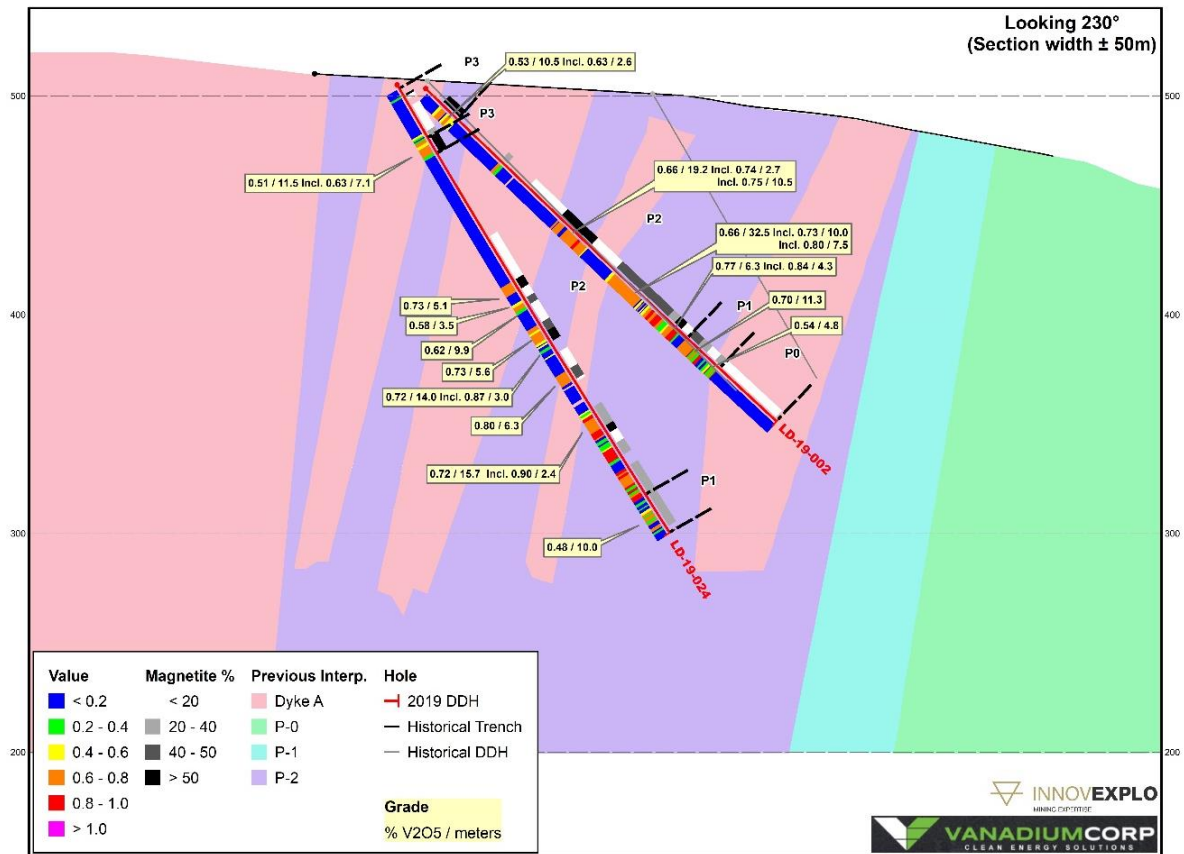 Looking 230°
(Section width ± 50m)
P3
0.53 / 10.5 Incl. 0.63 / 2.6
500
500
P3
0.51 / 11.5 Incl. 0.63 / 7.1
0.66 / 19.2 Incl. 0.74 / 2.7
Incl. 0.75 / 10.5
P2
0.66 / 32.5 Incl. 0.73 / 10.0
Incl. 0.80 / 7.5
0.77 / 6.3 Incl. 0.84 / 4.3
P2
P1
0.70 / 11.3
0.73 / 5.1
400
400
0.58 / 3.5
0.54 / 4.8
0.62 / 9.9
P0
0.73 / 5.6
0.72 / 14.0 Incl. 0.87 / 3.0
0.80 / 6.3
LD-19-002
0.72 / 15.7 Incl. 0.90 / 2.4
P1
300
300
0.48 / 10.0
LD-19-024
Value
< 0.2
0.2 - 0.4
0.4 - 0.6
0.6 - 0.8
0.8 - 1.0
> 1.0
Magnetite %
< 20
20 - 40
40 - 50
> 50
Previous Interp.
Dyke A
P-0
P-1
P-2
Hole
2019 DDH
Historical Trench
Historical DDH
Grade
% V2O5 / meters
200
200
INNOVEXPLO
MINING EXPERTISE
VANADIUMCORP
CLEAN ENERGY SOLUTIONS